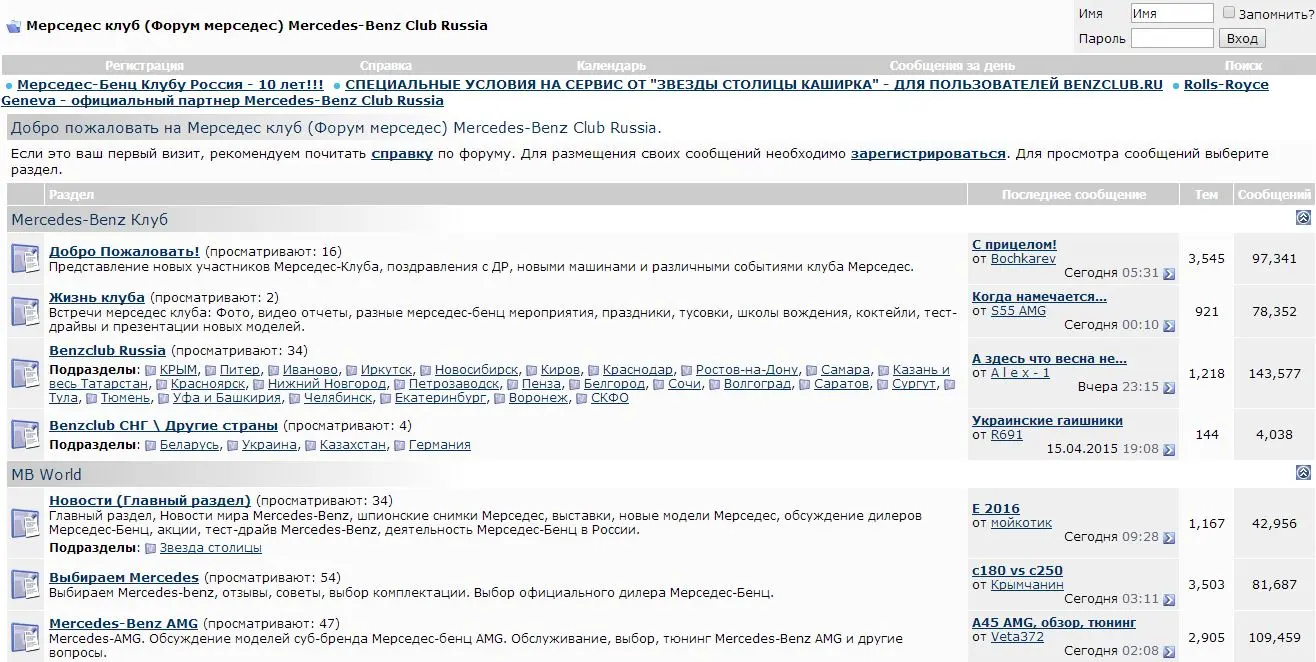 Мерседес клуб (Форум мерседес) Mercedes-Benz Club Russia
Имя Имя Запомнить?
Пароль Вход
Регистрация Справка Календарь Сообщения за день Поиск
Мерседес-Бенц Клубу Россия - 10 лет!!! СПЕЦИАЛЬНЫЕ УСЛОВИЯ НА СЕРВИС ОТ "ЗВЕЗДЫ СТОЛИЦЫ КАШИРКА" - ДЛЯ ПОЛЬЗОВАТЕЛЕЙ BENZCLUB.RU Rolls-Royce
Geneva - официальный партнер Mercedes-Benz Club Russia
Добро пожаловать на Мерседес клуб (Форум мерседес) Mercedes-Benz Club Russia.
Если это ваш первый визит, рекомендуем почитать справку по форуму. Для размещения своих сообщений необходимо зарегистрироваться. Для просмотра сообщений выберите
раздел.
Раздел Последнее сообщение Тем Сообщений
Mercedes-Benz Клуб
Добро Пожаловать! (просматривают: 16)
Представление новых участников Мерседес-Клуба, поздравления с ДР, новыми машинами и различными событиями клуба Мерседес.
С прицелом!
от Bochkarev
Сегодня 05:31
3,545 97,341
Жизнь клуба (просматривают: 2)
Встречи мерседес клуба: Фото, видео отчеты, разные мерседес-бенц мероприятия, праздники, тусовки, школы вождения, коктейли, тест-
драйвы и презентации новых моделей.
Когда намечается...
от S55 AMG
Сегодня 00:10
921 78,352
Benzclub Russia (просматривают: 34)
Подразделы: КРЫМ, Питер, Иваново, Иркутск, Новосибирск, Киров, Краснодар, Ростов-на-Дону, Самара, Казань и
весь Татарстан, Красноярск, Нижний Новгород, Петрозаводск, Пенза, Белгород, Сочи, Волгоград, Саратов, Сургут,
Тула, Тюмень, Уфа и Башкирия, Челябинск, Екатеринбург, Воронеж, СКФО
А здесь что весна не...
от A l e x - 1
Вчера 23:15
1,218 143,577
Benzclub СНГ \ Другие страны (просматривают: 4)
Подразделы: Беларусь, Украина, Казахстан, Германия
Украинские гаишники
от R691
15.04.2015 19:08
144 4,038
MB World
Новости (Главный раздел) (просматривают: 34)
Главный раздел, Новости мира Mercedes-Benz, шпионские снимки Мерседес, выставки, новые модели Мерседес, обсуждение дилеров
Мерседес-Бенц, акции, тест-драйв Mercedes-Benz, деятельность Мерседес-Бенц в России.
Подразделы: Звезда столицы
E 2016
от мойкотик
Сегодня 09:28
1,167 42,956
Выбираем Mercedes (просматривают: 54)
Выбираем Mercedes-benz, отзывы, советы, выбор комплектации. Выбор официального дилера Мерседес-Бенц.
c180 vs c250
от Крымчанин
Сегодня 03:11
3,503 81,687
Mercedes-Benz AMG (просматривают: 47)
Mercedes-AMG. Обсуждение моделей суб-бренда Мерседес-бенц AMG. Обслуживание, выбор, тюнинг Mercedes-Benz AMG и другие
вопросы.
A45 AMG, обзор, тюнинг
от Veta372
Сегодня 02:08
2,905 109,459